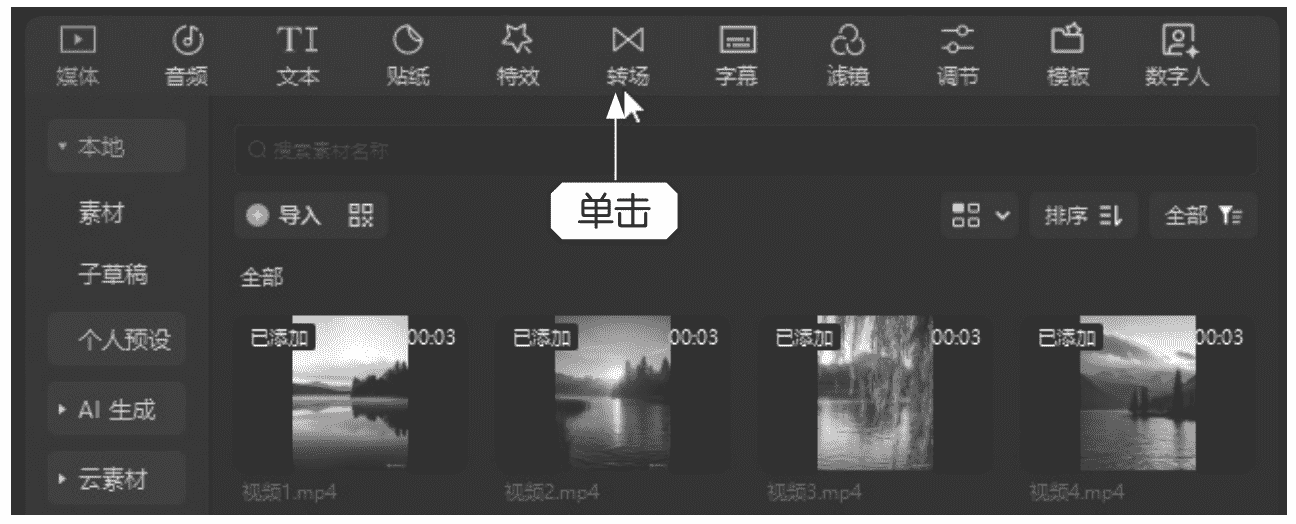 媒体 音频 文本 贴纸 特效 转场 字幕 滤镜 调节 模板 数字人
本地
搜索素材名称
素材
导入
单击
排序
全部
子草稿
全部
个人预设
已添加 00:03 已添加 00:03 已添加 00:03 已添加 00:03
AI 生成
云素材
视频1.mp4 视频2.mp4 视频3.mp4 视频4.mp4